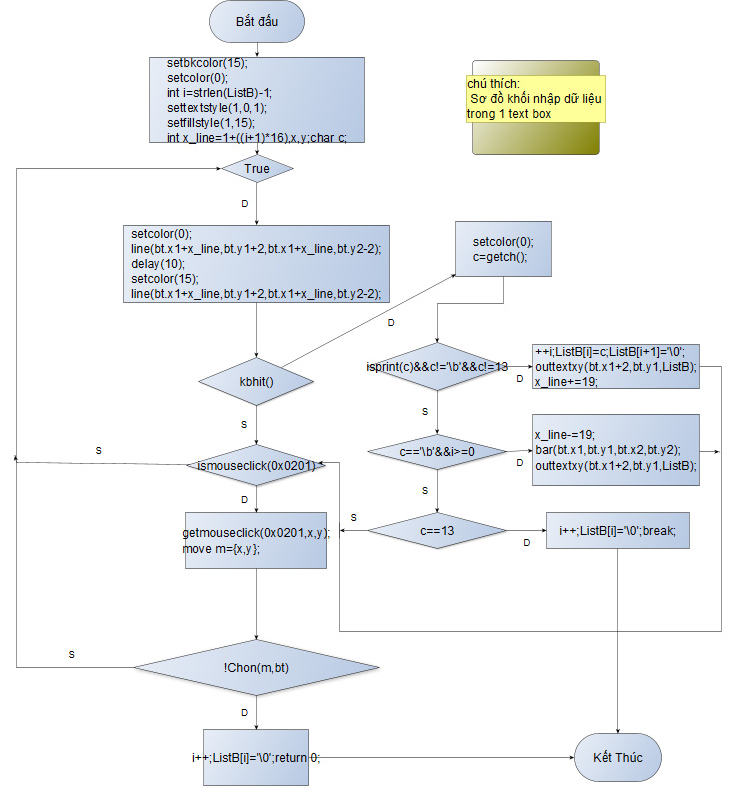 Bắt đầu
setbkcolor(15);
setcolor(0);
int i=strlen(ListB)-1;
settextstyle(1,0,1);
setfillstyle(1,15);
int x_line=1+((i+1)*16),x,y;char c;
chú thích:
Sơ đồ khối nhập dữ liệu
trong 1 text box
True
D
setcolor(0);
line(bt.x1+x_line,bt.y1+2,bt.x1+x_line,bt.y2-2);
delay(10);
setcolor(15);
line(bt.x1+x_line,bt.y1+2,bt.x1+x_line,bt.y2-2);
setcolor(0);
c=getch();
D
kbhit()
S
isprint(c)&&c!='\b'&&c!=13
D
++i;ListB[i]=c;ListB[i+1]='\0';
outtextxy(bt.x1+2,bt.y1,ListB);
x_line+=19;
S
c=='\b'&&i>=0
D
x_line-=19;
bar(bt.x1,bt.y1,bt.x2,bt.y2);
outtextxy(bt.x1+2,bt.y1,ListB);
S
S
ismouseclick(0x0201)
D
S
c==13
D
i++;ListB[i]='\0';break;
getmouseclick(0x0201,x,y);
move m={x,y};
S
!Chon(m,bt)
D
i++;ListB[i]='\0';return 0;
Kết Thúc